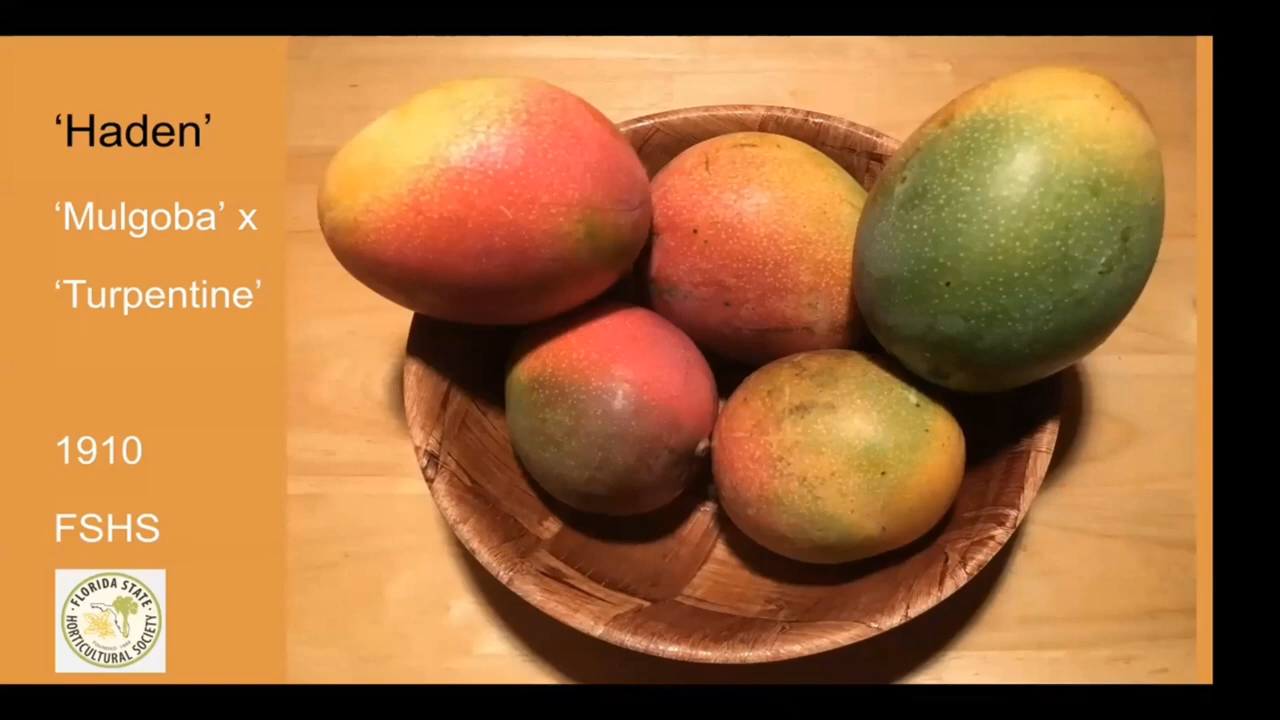 ‘Haden’
‘Mulgoba’ x
‘Turpentine’
1910
FSHS
· FLORIDA STATE ·
HORTICULTURAL SOCIETY